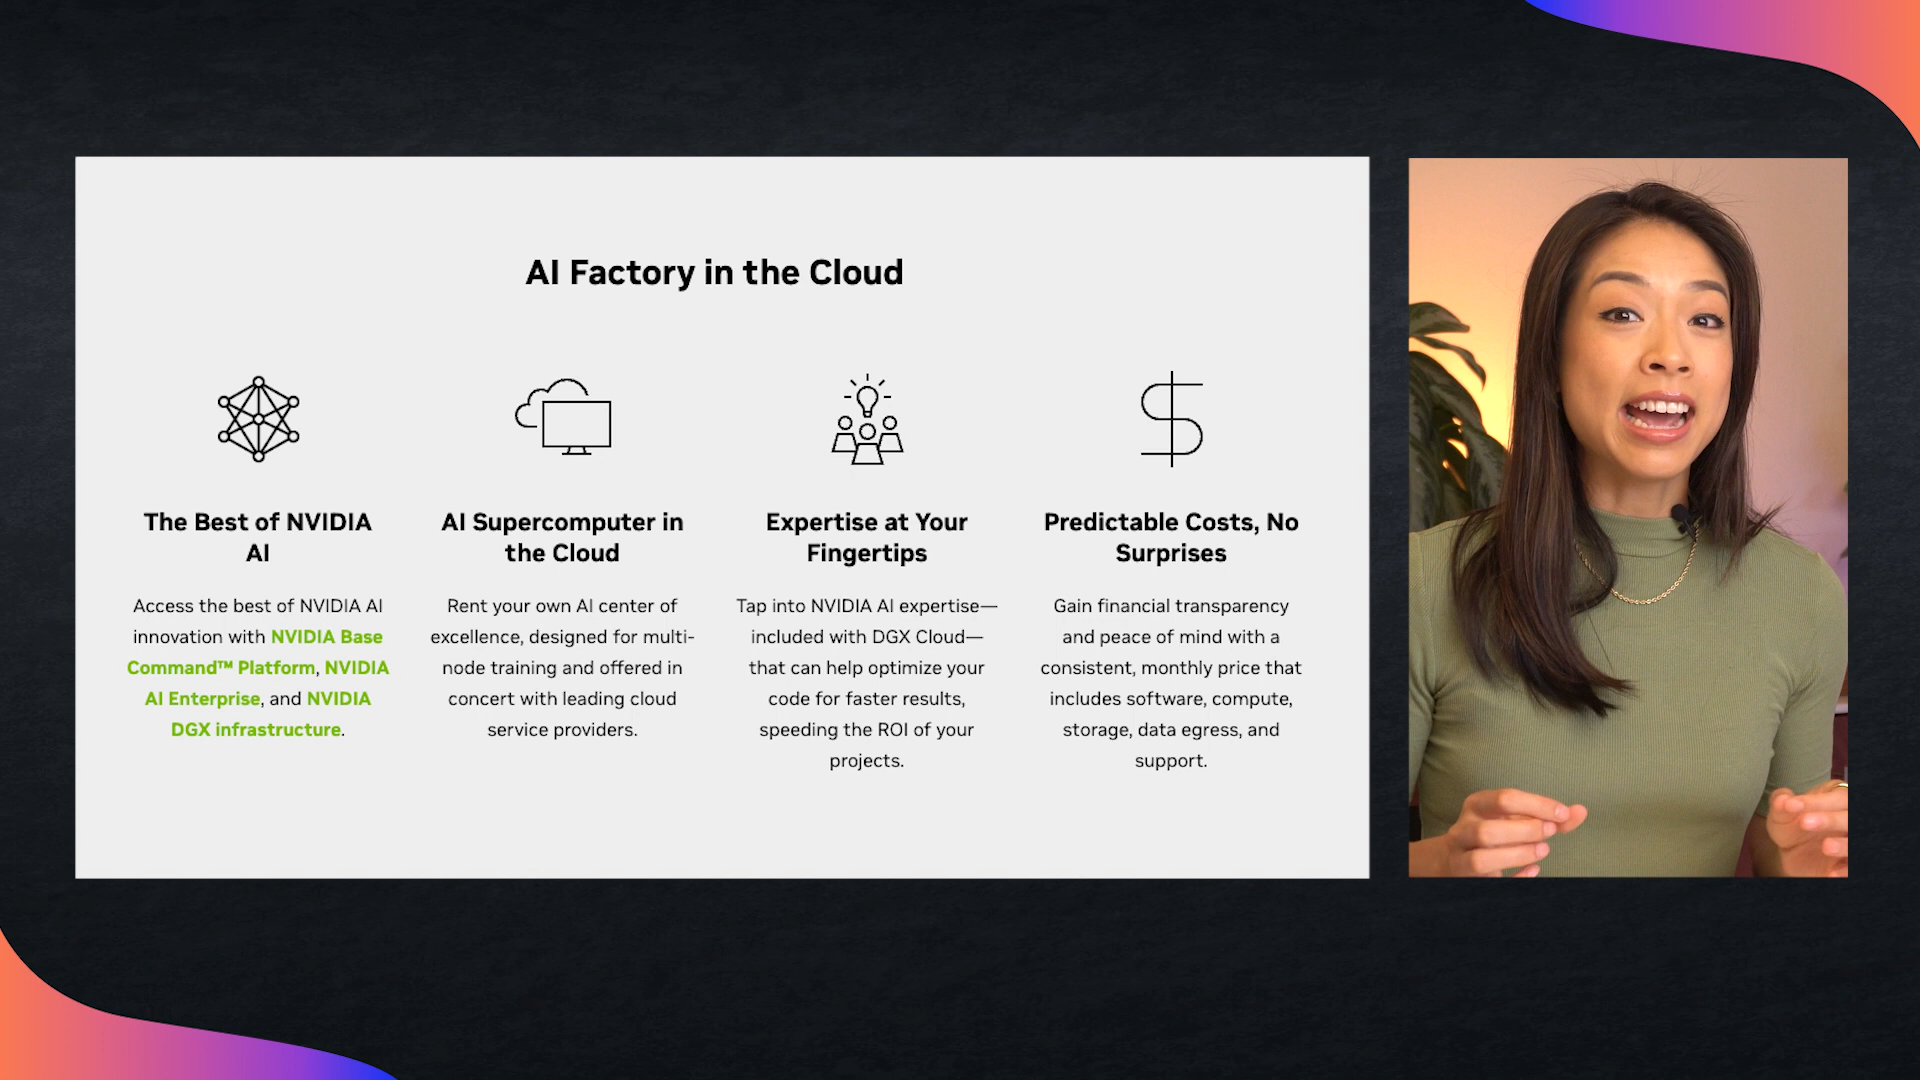 AI Factory in the Cloud
The Best of NVIDIA
AI
Access the best of NVIDIA AI
innovation with NVIDIA Base
Command™ Platform, NVIDIA
AI Enterprise, and NVIDIA
DGX infrastructure.
AI Supercomputer in
the Cloud
Rent your own AI center of
excellence, designed for multi-
node training and offered in
concert with leading cloud
service providers.
Expertise at Your
Fingertips
Tap into NVIDIA AI expertise—
included with DGX Cloud—
that can help optimize your
code for faster results,
speeding the ROI of your
projects.
Predictable Costs, No
Surprises
Gain financial transparency
and peace of mind with a
consistent, monthly price that
includes software, compute,
storage, data egress, and
support.